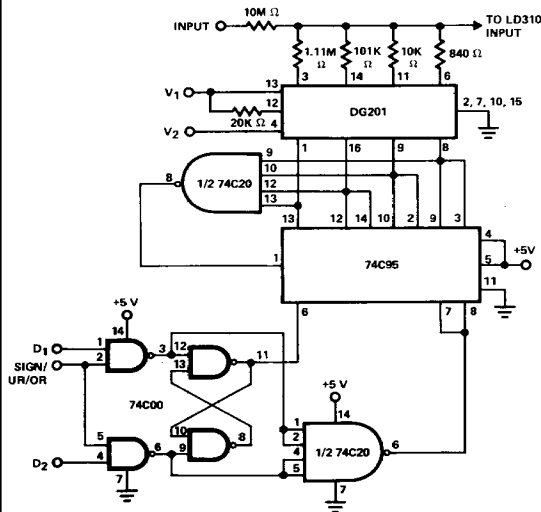 10M Ω
INPUT
TO LD310
INPUT
1.11M
Ω
101K
Ω
10K
Ω
840 Ω
3
14
11
6
V1
13
12
DG201
2, 7, 10, 15
20K Ω
V2
4
1
16
9
8
8
1/2 74C20
9
10
12
13
13
12
14
10
2
9
3
1
74C95
4
5
11
+5V
6
7
8
+5 V
14
D1
1
2
3
SIGN/
UR/OR
12
13
11
74C00
10
9
8
5
4
6
D2
7
+5 V
14
1
2
4
5
1/2 74C20
6
7